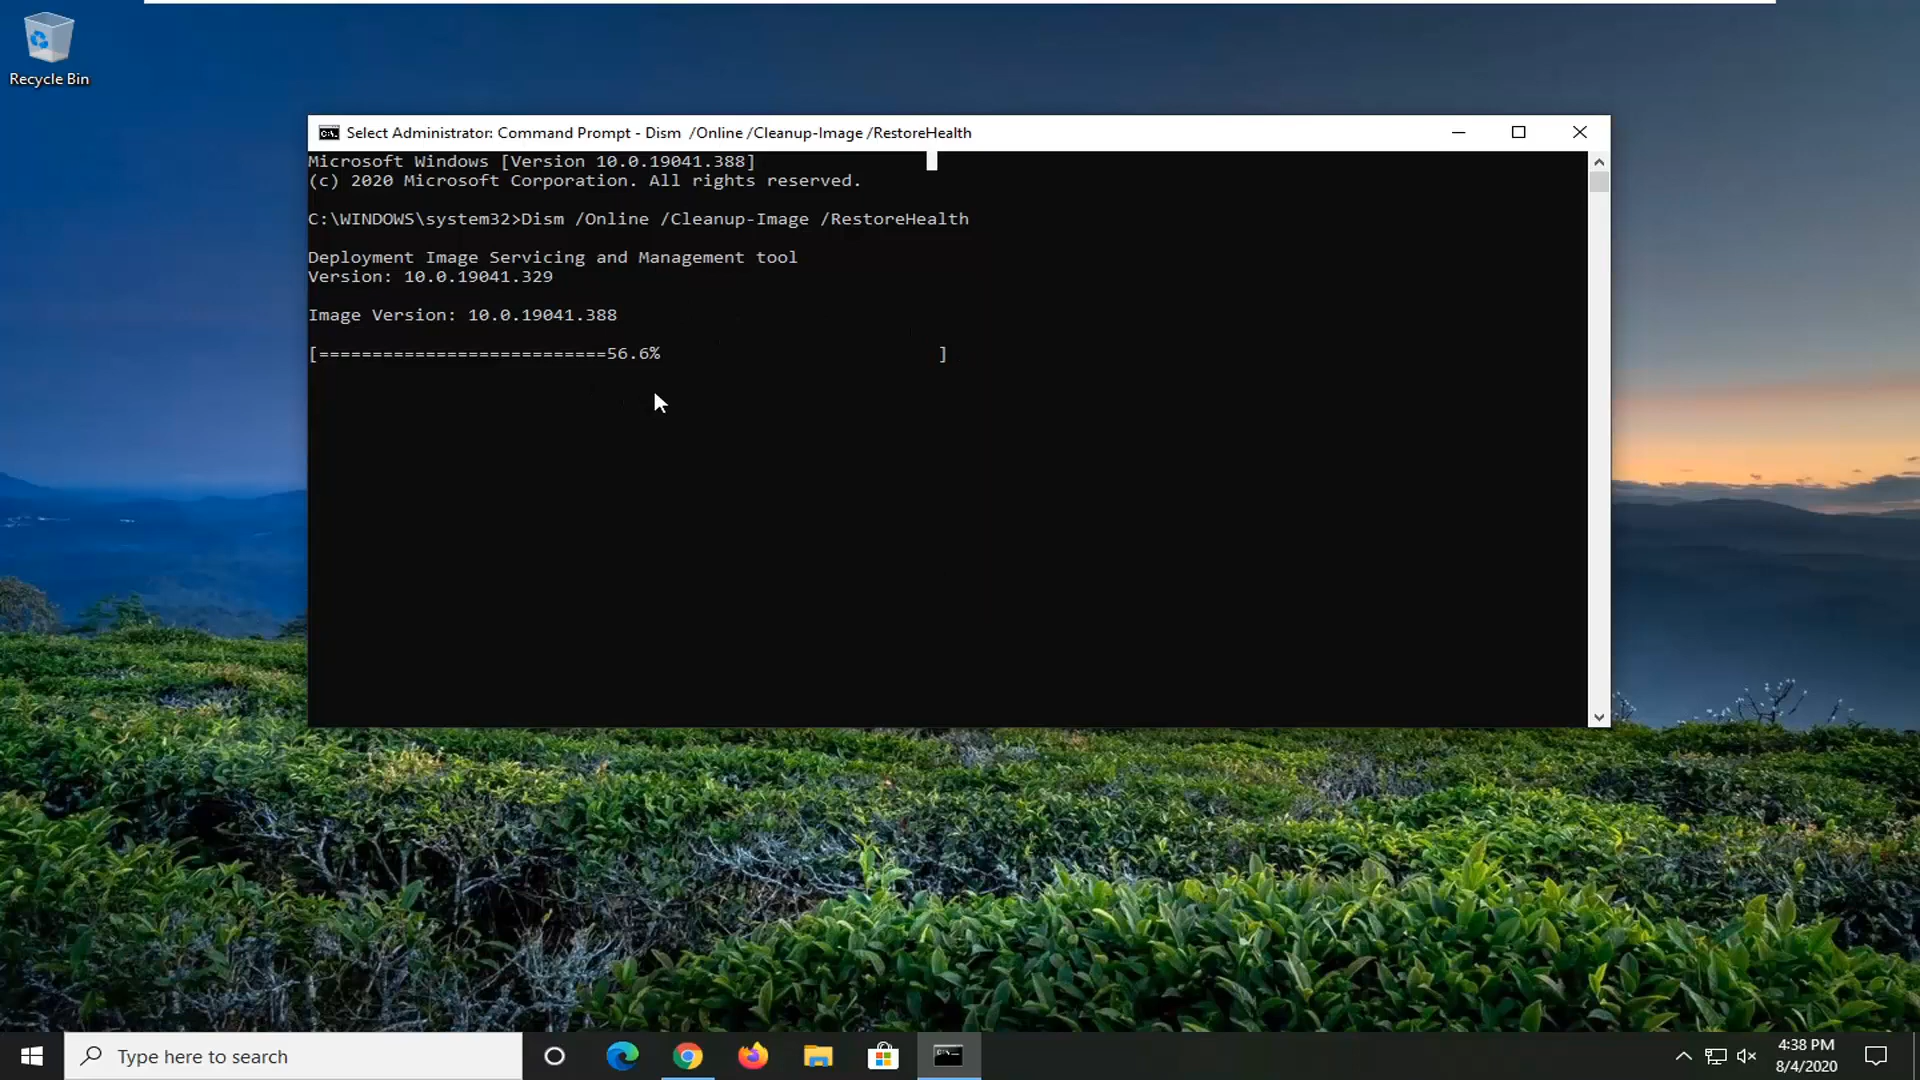 Recycle Bin
Select Administrator: Command Prompt - Dism  /Online /Cleanup-Image /RestoreHealth
Microsoft Windows [Version 10.0.19041.388]
(c) 2020 Microsoft Corporation. All rights reserved.
C:\WINDOWS\system32>Dism /Online /Cleanup-Image /RestoreHealth
Deployment Image Servicing and Management tool
Version: 10.0.19041.329
Image Version: 10.0.19041.388
[===========================56.6%                          ]
Type here to search
4:38 PM
8/4/2020